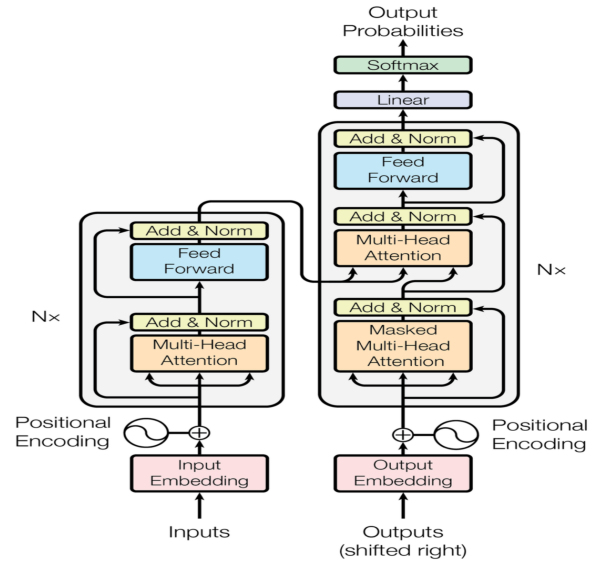 Output
Probabilities
Softmax
Linear
Add & Norm
Feed
Forward
Add & Norm
Multi-Head
Attention
Add & Norm
Masked
Multi-Head
Attention
Nx
Add & Norm
Feed
Forward
Add & Norm
Multi-Head
Attention
Nx
Positional
Encoding
Positional
Encoding
Input
Embedding
Output
Embedding
Inputs
Outputs
(shifted right)